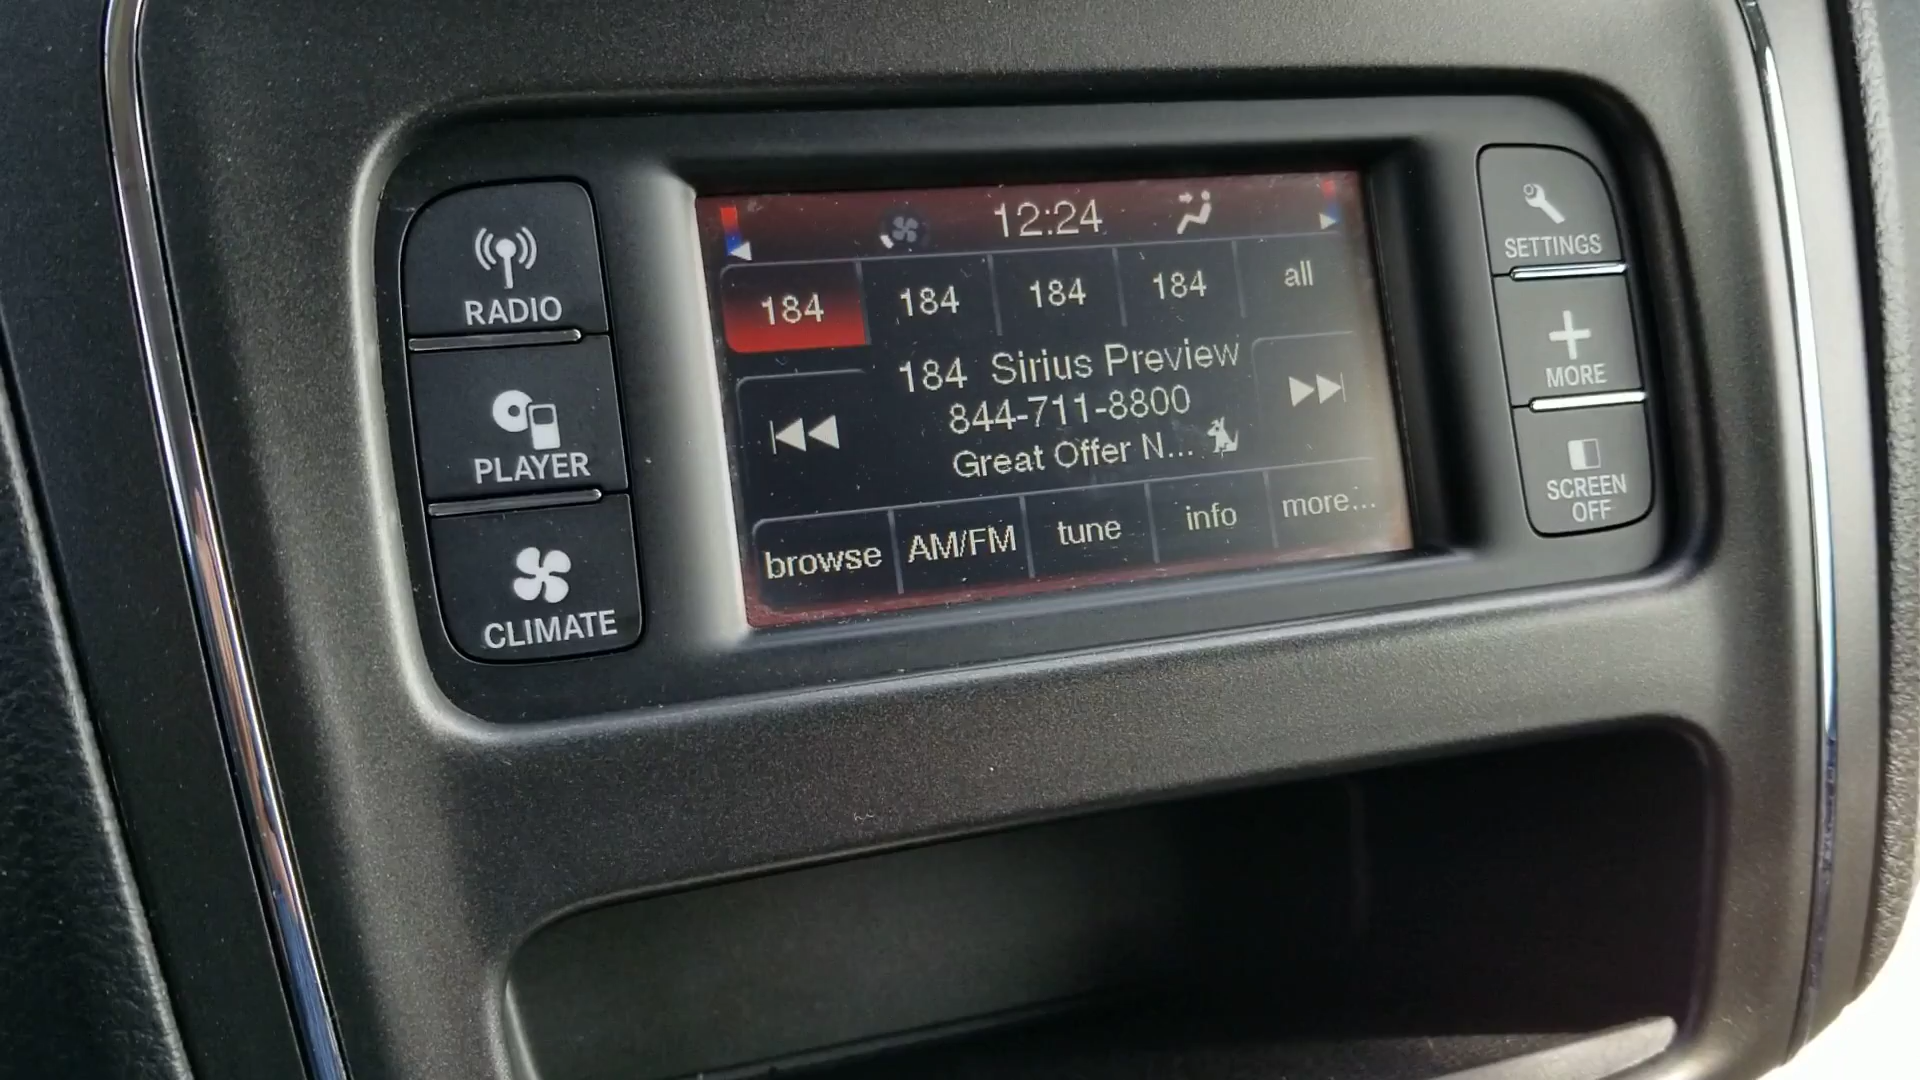 RADIO
PLAYER
CLIMATE
12:24
184 184 184 184 all
184 Sirius Preview
844-711-8800
Great Offer N...
browse AM/FM tune info more...
SETTINGS
MORE
SCREEN
OFF